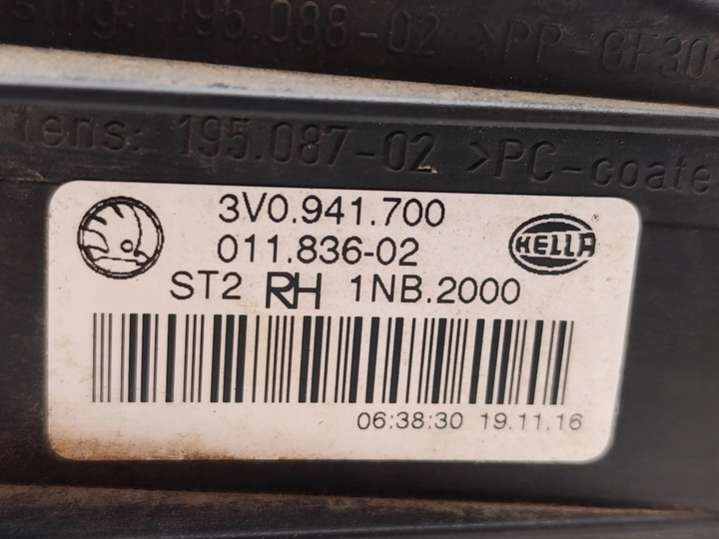 195.088-02 >PP-GF30
lens: 195.087-02 >PC-coate
3V0.941.700
011.836-02
HELLA
ST2 RH 1NB.2000
06:38:30 19.11.16